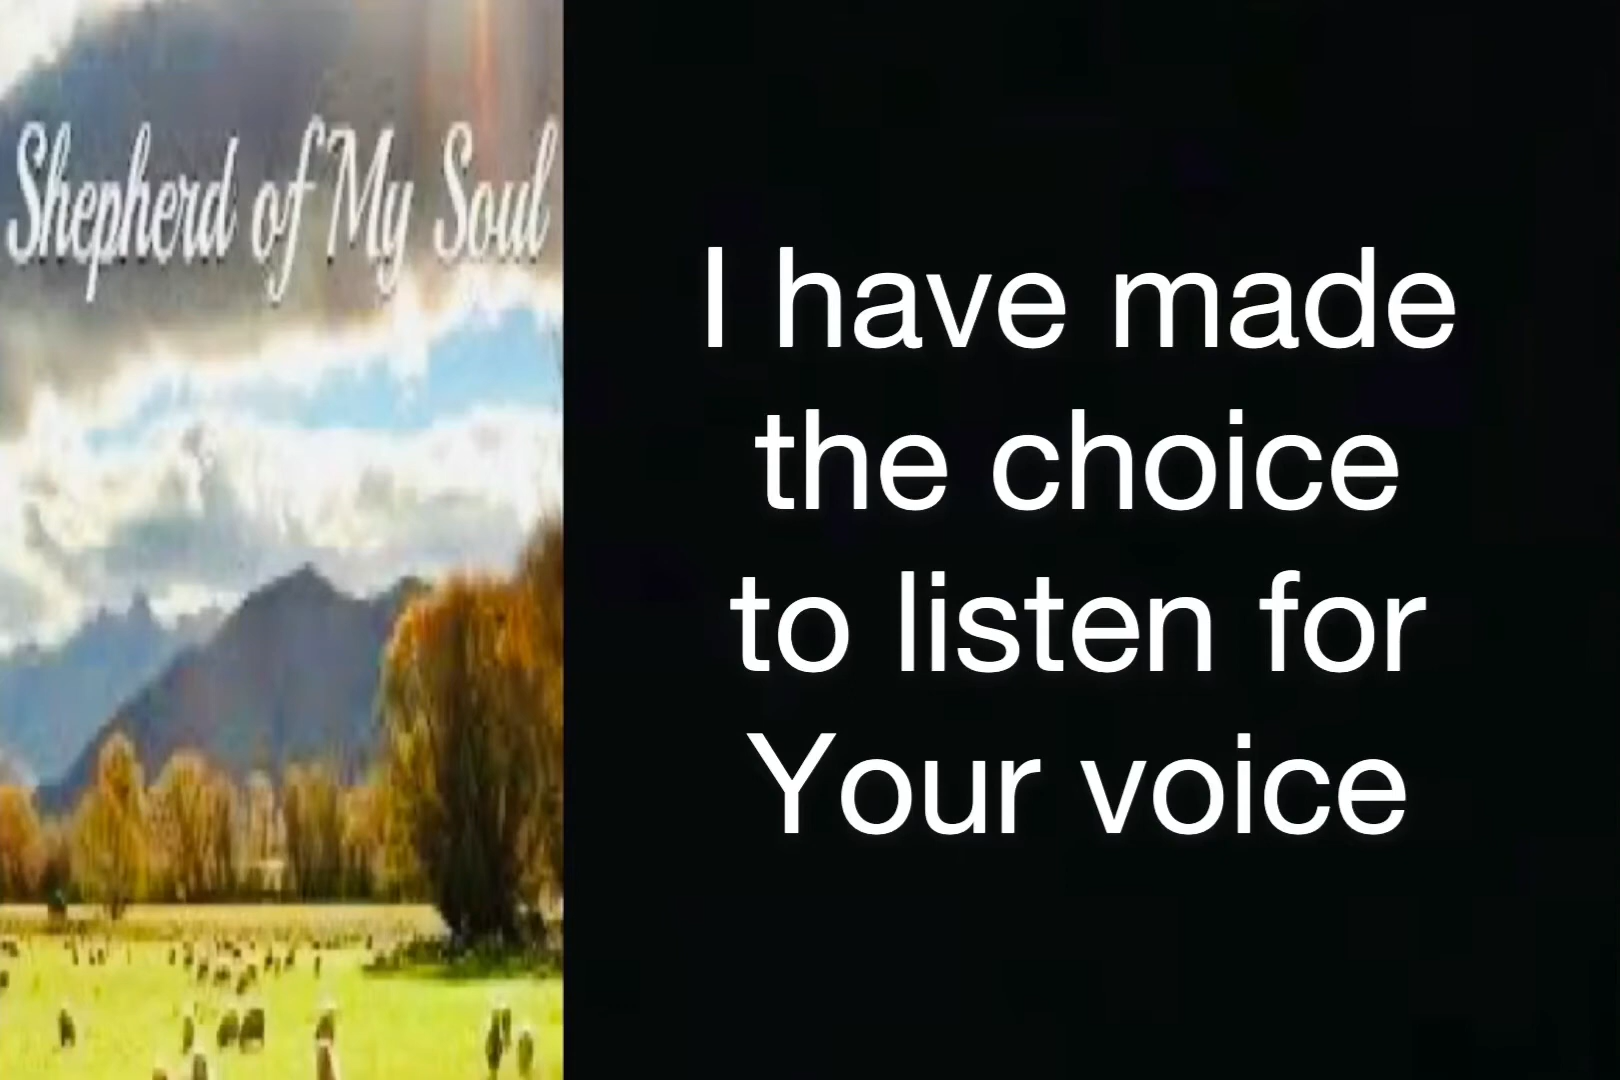 Shepherd of My Soul
I have made
the choice
to listen for
Your voice